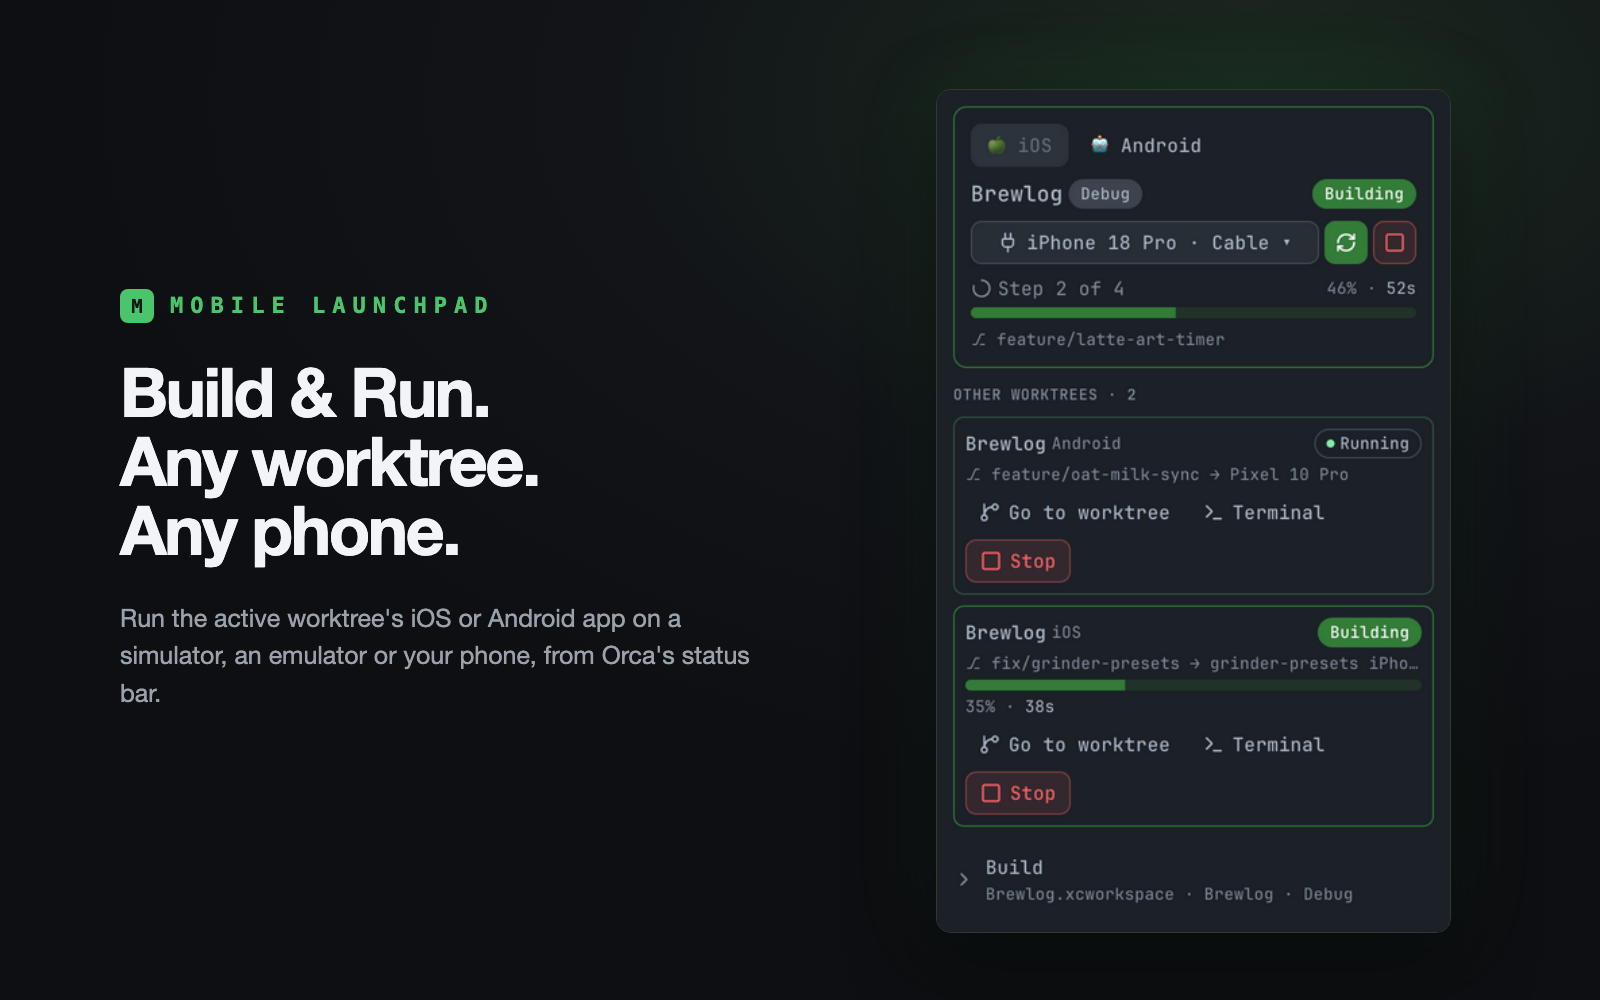 M MOBILE LAUNCHPAD
Build & Run.
Any worktree.
Any phone.
Run the active worktree's iOS or Android app on a
simulator, an emulator or your phone, from Orca's status
bar.
iOS Android
Brewlog Debug Building
iPhone 18 Pro · Cable
Step 2 of 4 46% · 52s
feature/latte-art-timer
OTHER WORKTREES · 2
Brewlog Android Running
feature/oat-milk-sync → Pixel 10 Pro
Go to worktree Terminal
Stop
Brewlog iOS Building
fix/grinder-presets → grinder-presets iPho…
35% · 38s
Go to worktree Terminal
Stop
Build
Brewlog.xcworkspace · Brewlog · Debug